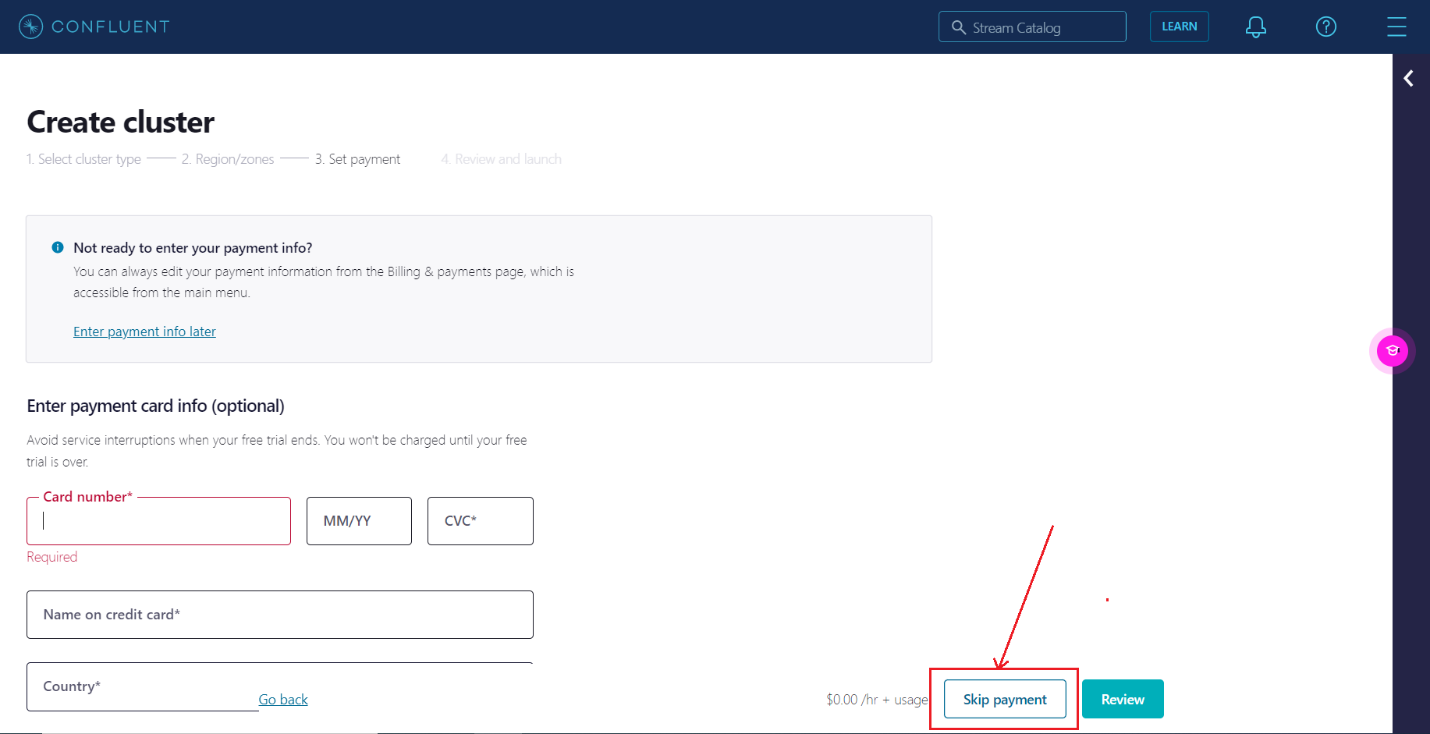 CONFLUENT
Stream Catalog
LEARN
Create cluster
1. Select cluster type 2. Region/zones 3. Set payment 4. Review and launch
Not ready to enter your payment info?
You can always edit your payment information from the Billing & payments page, which is
accessible from the main menu.
Enter payment info later
Enter payment card info (optional)
Avoid service interruptions when your free trial ends. You won't be charged until your free
trial is over.
Card number*
MM/YY
CVC*
Required
Name on credit card*
Country*
Go back
$0.00 /hr + usage
Skip payment
Review